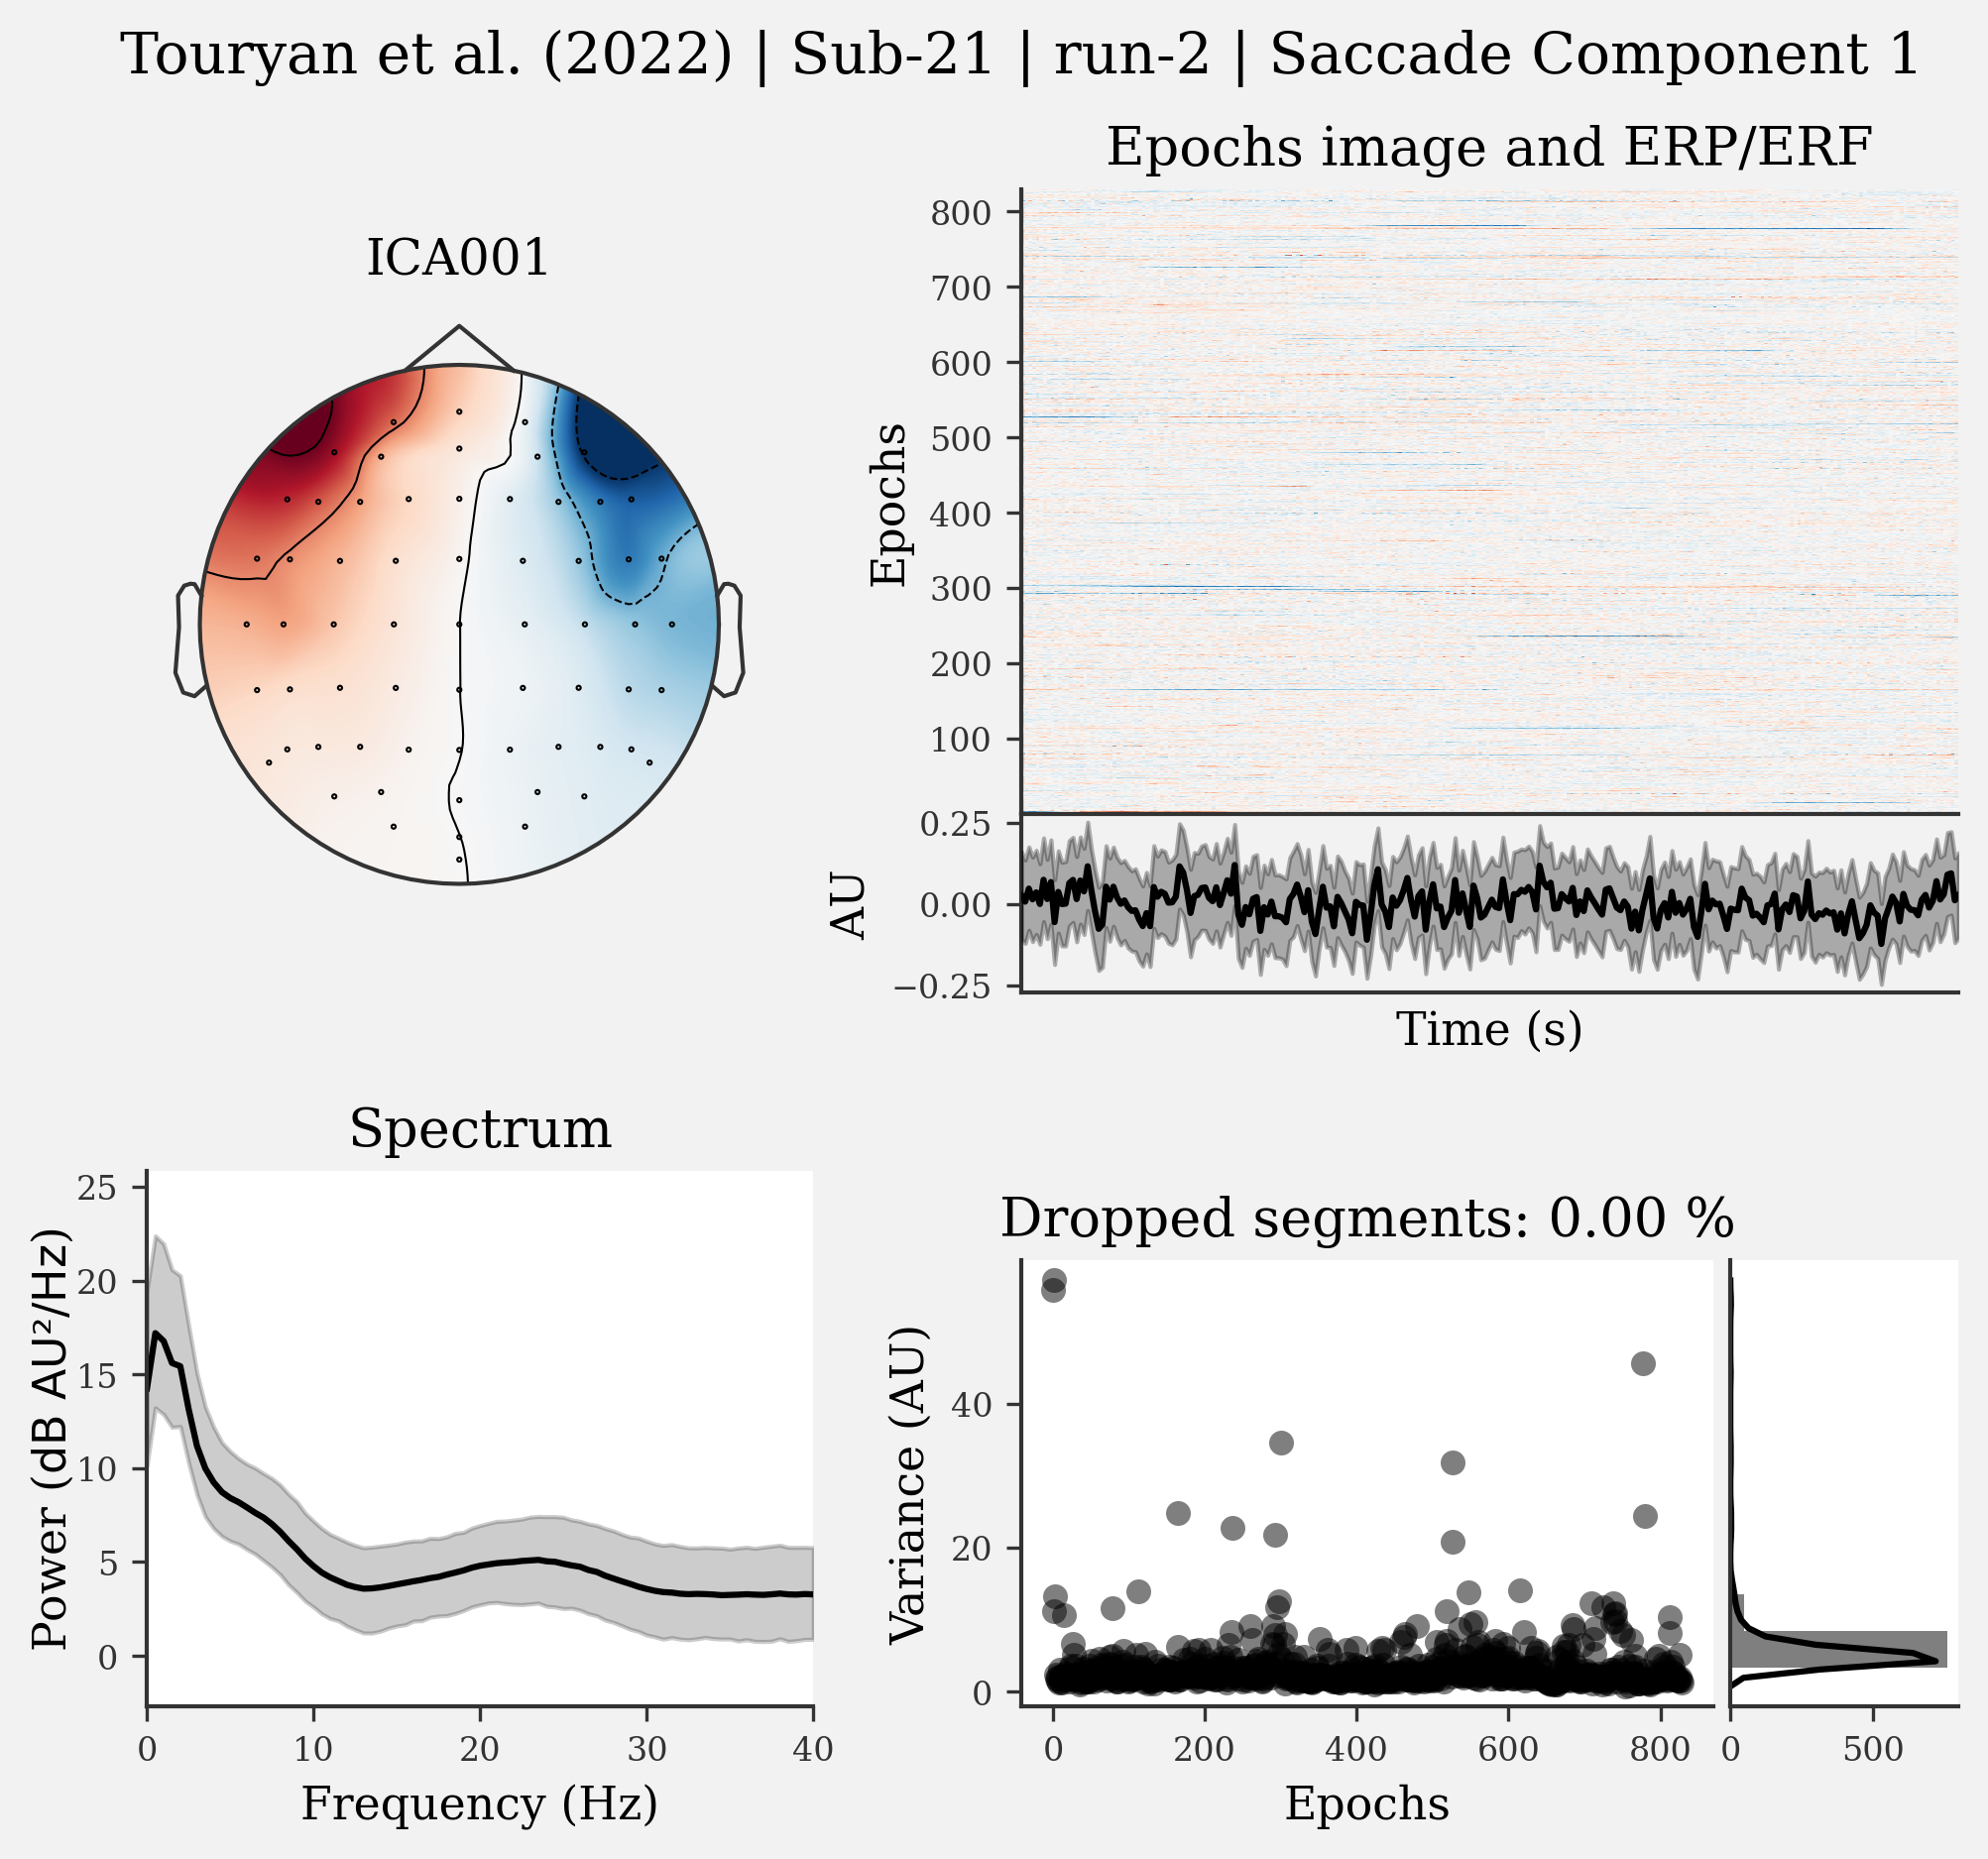 Touryan et al. (2022) | Sub-21 | run-2 | Saccade Component 1
ICA001
Epochs image and ERP/ERF
Epochs
800
700
600
500
400
300
200
100
AU
0.25
0.00
−0.25
Time (s)
Spectrum
Power (dB AU²/Hz)
25
20
15
10
5
0
0 10 20 30 40
Frequency (Hz)
Dropped segments: 0.00 %
Variance (AU)
40
20
0
0 200 400 600 800
Epochs
0 500